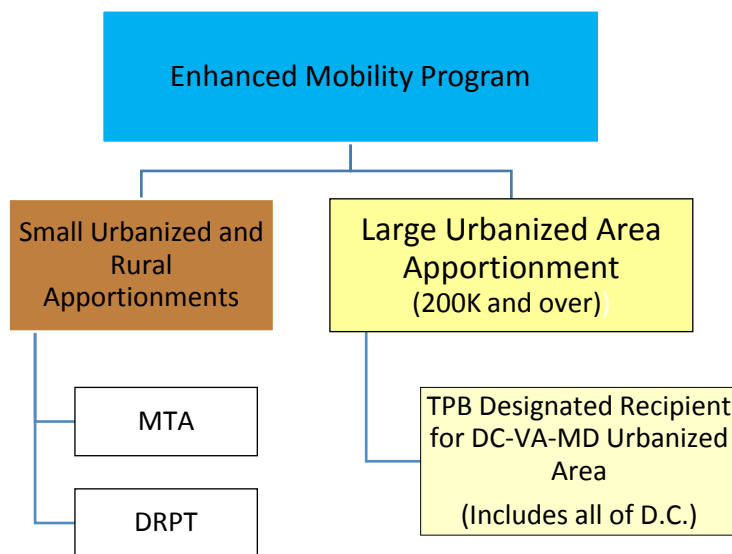 Enhanced Mobility Program
Small Urbanized and
Rural
Apportionments
Large Urbanized Area
Apportionment
(200K and over))
MTA
TPB Designated Recipient
for DC-VA-MD Urbanized
Area
(Includes all of D.C.)
DRPT